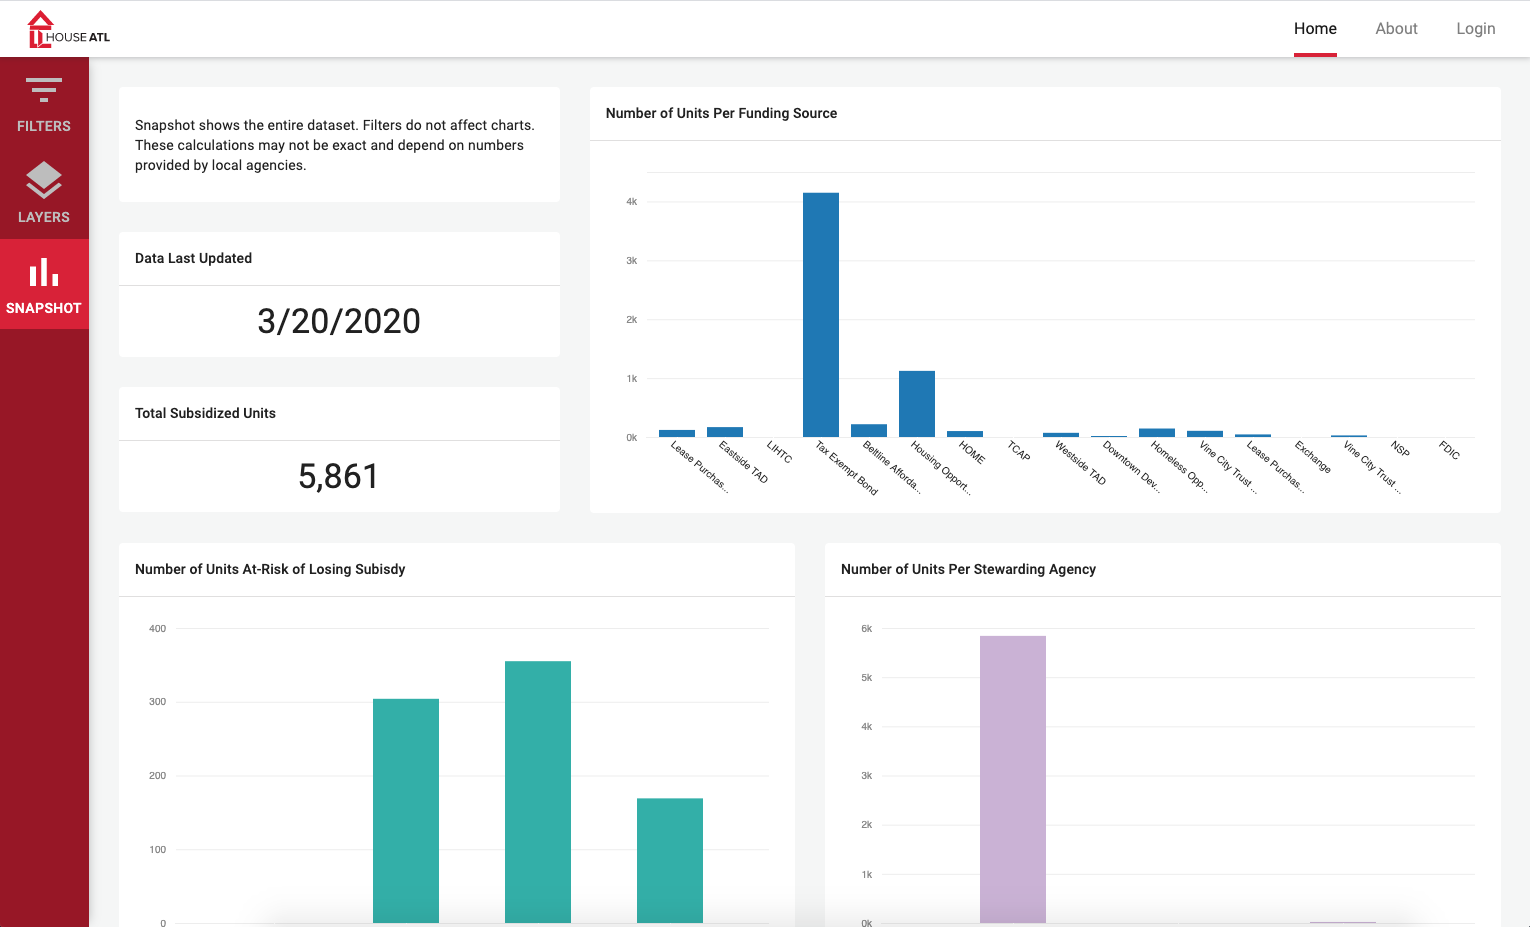 HOUSE ATL
Home
About
Login
FILTERS
LAYERS
SNAPSHOT
Snapshot shows the entire dataset. Filters do not affect charts.
These calculations may not be exact and depend on numbers
provided by local agencies.
Data Last Updated
3/20/2020
Total Subsidized Units
5,861
Number of Units Per Funding Source
4k
3k
2k
1k
0k
Lease Purchas...
Eastside TAD
LIHTC
Tax Exempt Bond
Beltline Afforda...
Housing Opport...
HOME
TCAP
Westside TAD
Downtown Dev...
Homeless Opp...
Vine City Trust ...
Lease Purchas...
Exchange
Vine City Trust ...
NSP
FDIC
Number of Units At-Risk of Losing Subisdy
400
300
200
100
0
Number of Units Per Stewarding Agency
6k
5k
4k
3k
2k
1k
0k